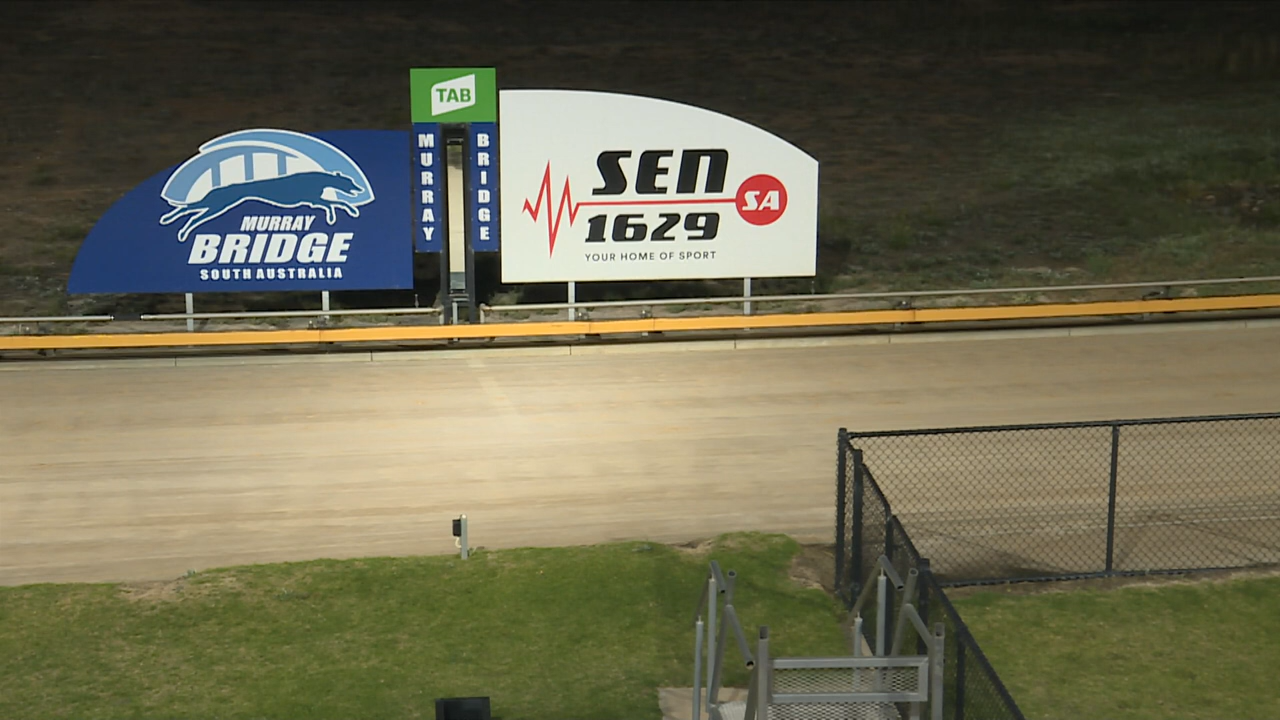 TAB
MURRAY
BRIDGE
MURRAY
BRIDGE
SOUTH AUSTRALIA
SEN
SA
1629
YOUR HOME OF SPORT